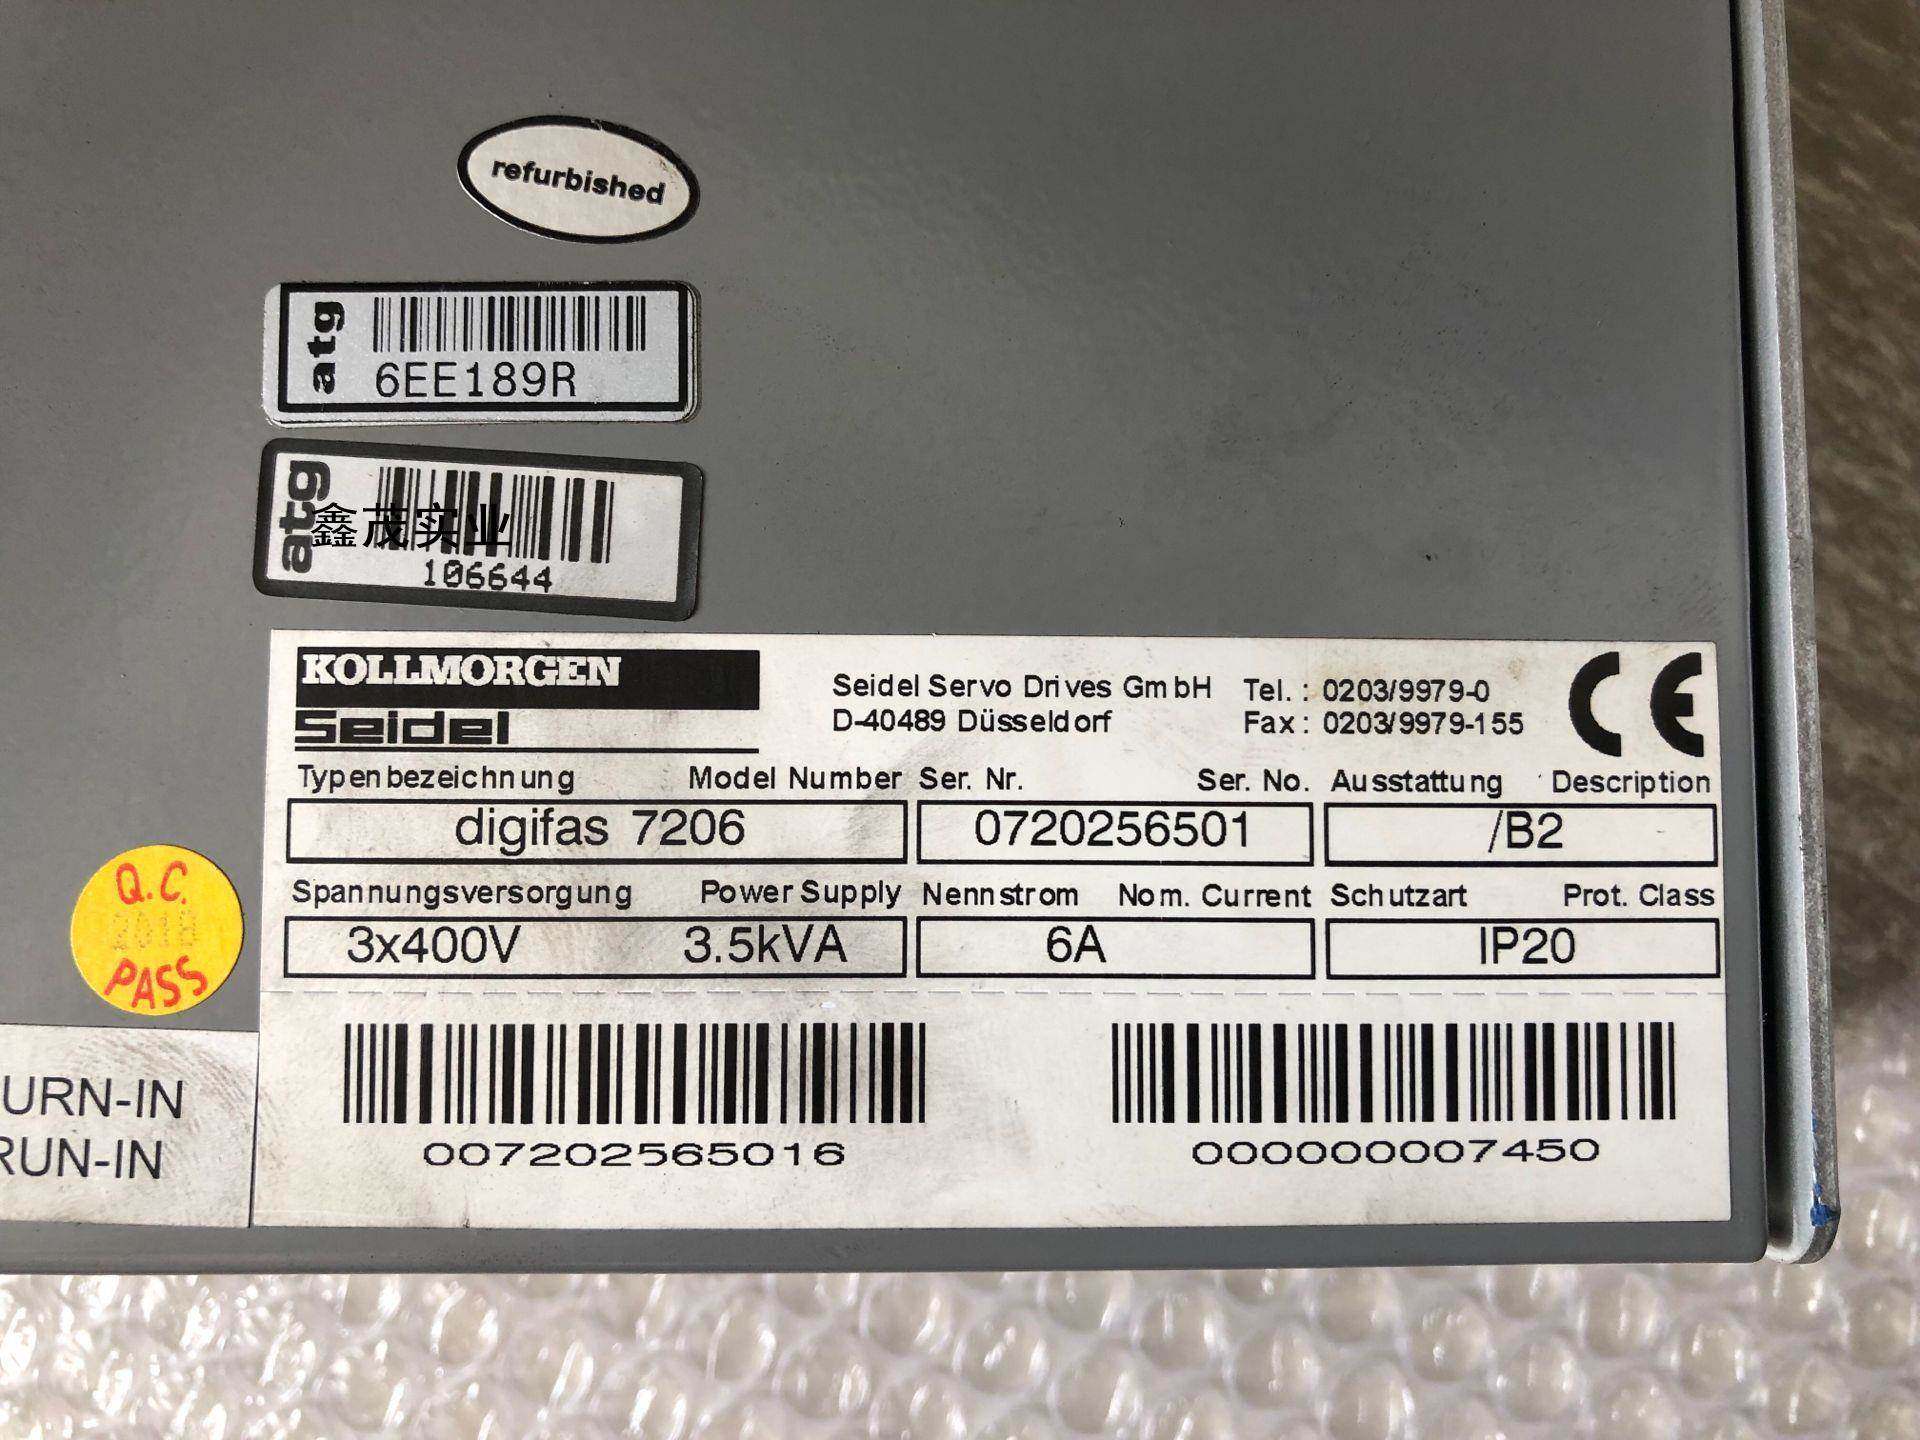 refurbished
atg
6EE189R
atg
鑫茂实业
106644
KOLLMORGEN
Seidel
Seidel Servo Drives GmbH Tel. : 0203/9979-0
D-40489 Düsseldorf Fax : 0203/9979-155
CE
Typenbezeichnung Model Number Ser. Nr. Ser. No. Ausstattung Description
digifas 7206 0720256501 /B2
Spannungsversorgung Power Supply Nennstrom Nom. Current Schutzart Prot. Class
3x400V 3.5kVA 6A IP20
Q.C.
2018
PASS
URN-IN
RUN-IN
007202565016 000000007450